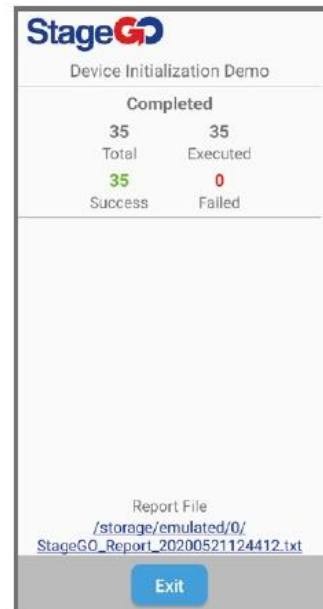 StageGO
Device Initialization Demo
Completed
35 35
Total Executed
35 0
Success Failed
Report File
/storage/emulated/0/
StageGO_Report_20200521124412.txt
Exit